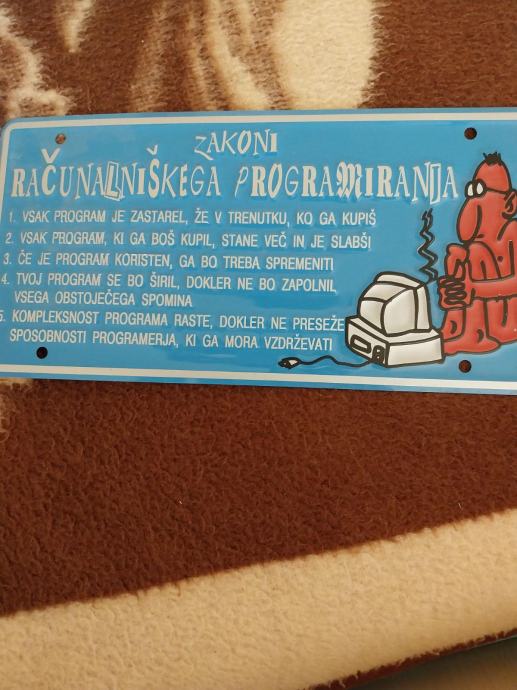 ZAKONI
RAČUNALNIŠKEGA PROGRAMIRANJA
1. VSAK PROGRAM JE ZASTAREL, ŽE V TRENUTKU, KO GA KUPIŠ
2. VSAK PROGRAM, KI GA BOŠ KUPIL, STANE VEČ IN JE SLABŠI
3. ČE JE PROGRAM KORISTEN, GA BO TREBA SPREMENITI
4. TVOJ PROGRAM SE BO ŠIRIL, DOKLER NE BO ZAPOLNIL
VSEGA OBSTOJEČEGA SPOMINA
5. KOMPLEKSNOST PROGRAMA RASTE, DOKLER NE PRESEŽE
SPOSOBNOSTI PROGRAMERJA, KI GA MORA VZDRŽEVATI